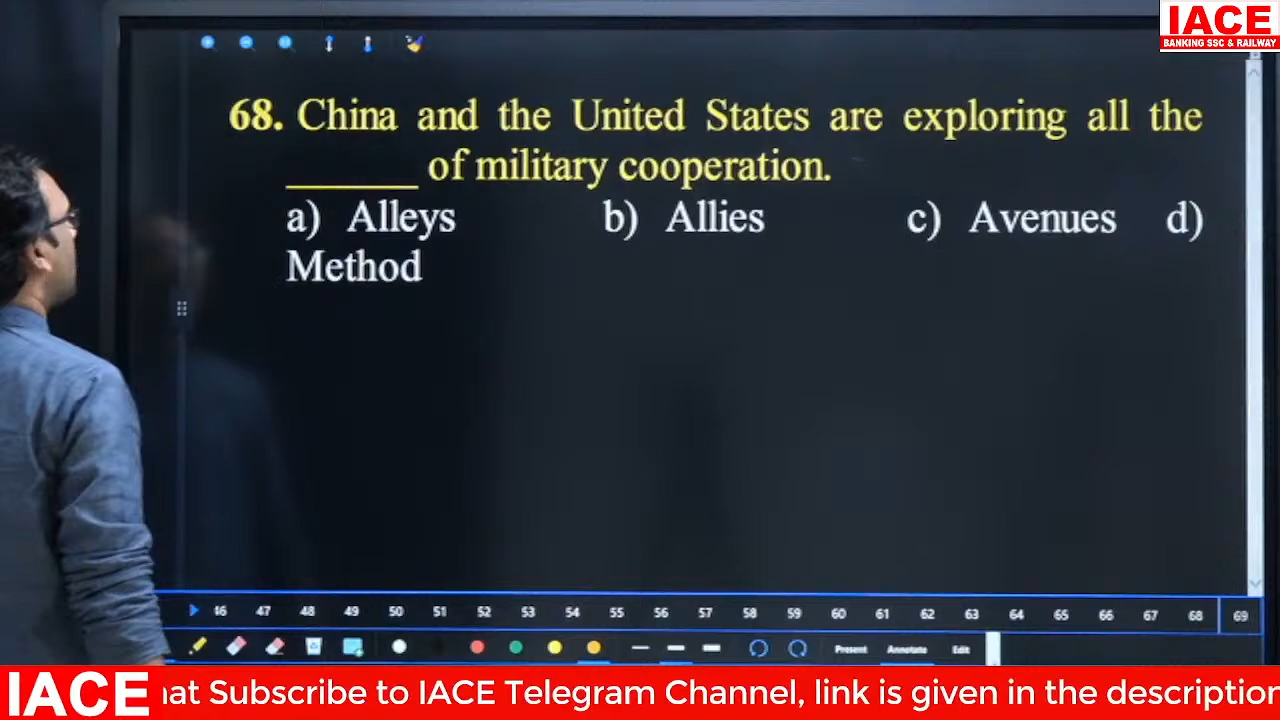 IACE
BANKING SSC & RAILWAY
68. China and the United States are exploring all the
______ of military cooperation.
a) Alleys b) Allies c) Avenues d)
Method
46 47 48 49 50 51 52 53 54 55 56 57 58 59 60 61 62 63 64 65 66 67 68 69
Present Annotate Edit
IACE hat Subscribe to IACE Telegram Channel, link is given in the description